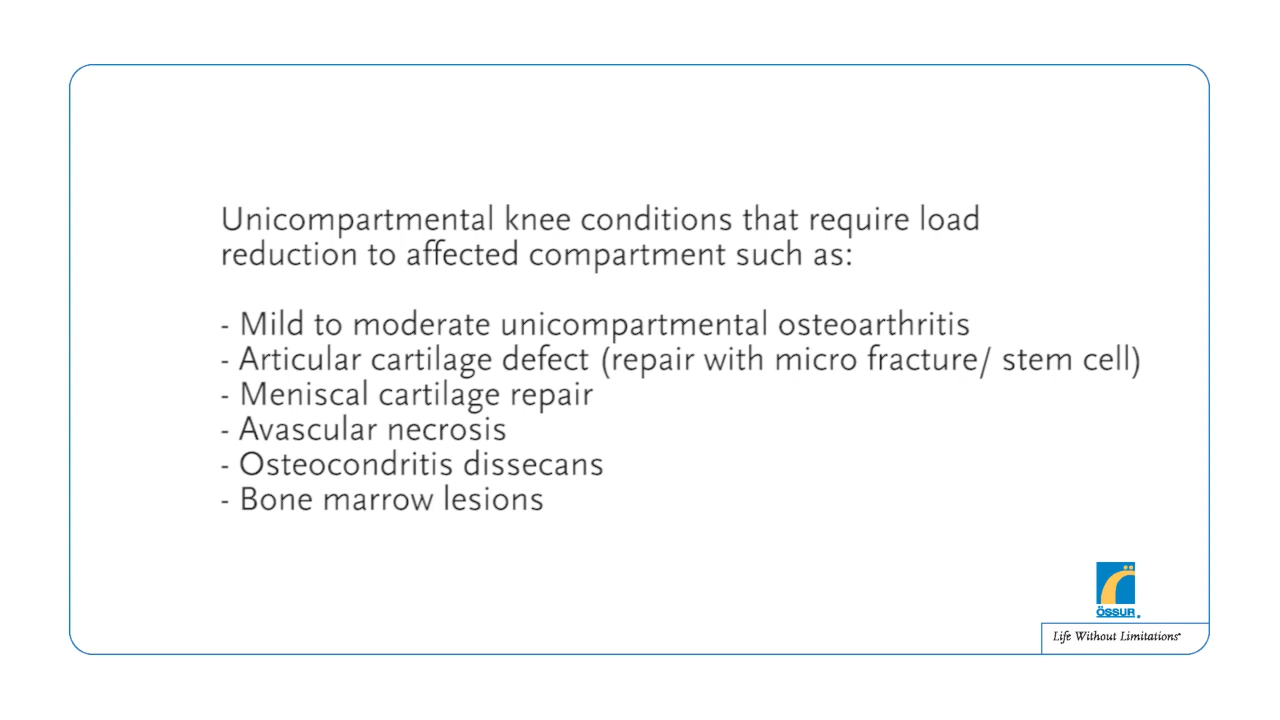 Unicompartmental knee conditions that require load
reduction to affected compartment such as:
- Mild to moderate unicompartmental osteoarthritis
- Articular cartilage defect (repair with micro fracture/ stem cell)
- Meniscal cartilage repair
- Avascular necrosis
- Osteocondritis dissecans
- Bone marrow lesions
ÖSSUR.
Life Without Limitations*